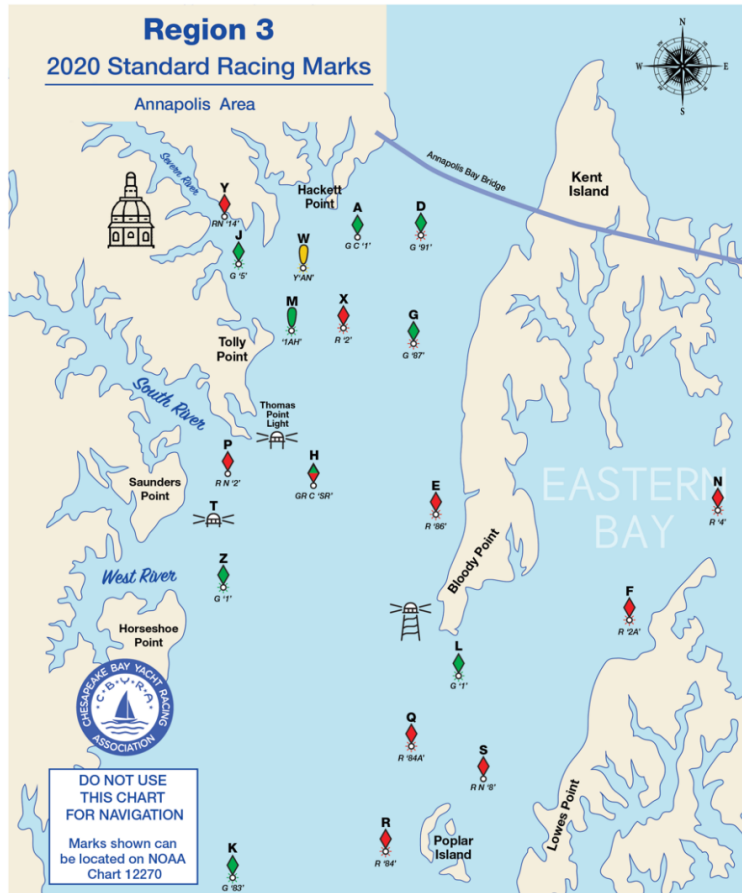 Region 3
2020 Standard Racing Marks
Annapolis Area
N
W
E
S
Annapolis Bay Bridge
Kent
Island
Severn River
Hackett
Point
Y
RN '14'
A
G C '1'
D
G '91'
J
G '5'
W
Y'AN'
M
'1AH'
X
R '2'
G
G '87'
Tolly
Point
South River
Thomas
Point
Light
P
R N '2'
H
GR C 'SR'
Saunders
Point
T
E
R '86'
EASTERN
BAY
N
R '4'
Bloody Point
West River
Z
G '1'
F
R '2A'
Horseshoe
Point
L
G '1'
CHESAPEAKE BAY YACHT RACING
ASSOCIATION
C•B•Y•R•A
Q
R '84A'
S
R N '8'
DO NOT USE
THIS CHART
FOR NAVIGATION
Marks shown can
be located on NOAA
Chart 12270
K
G '83'
R
R '84'
Poplar
Island
Lowes Point